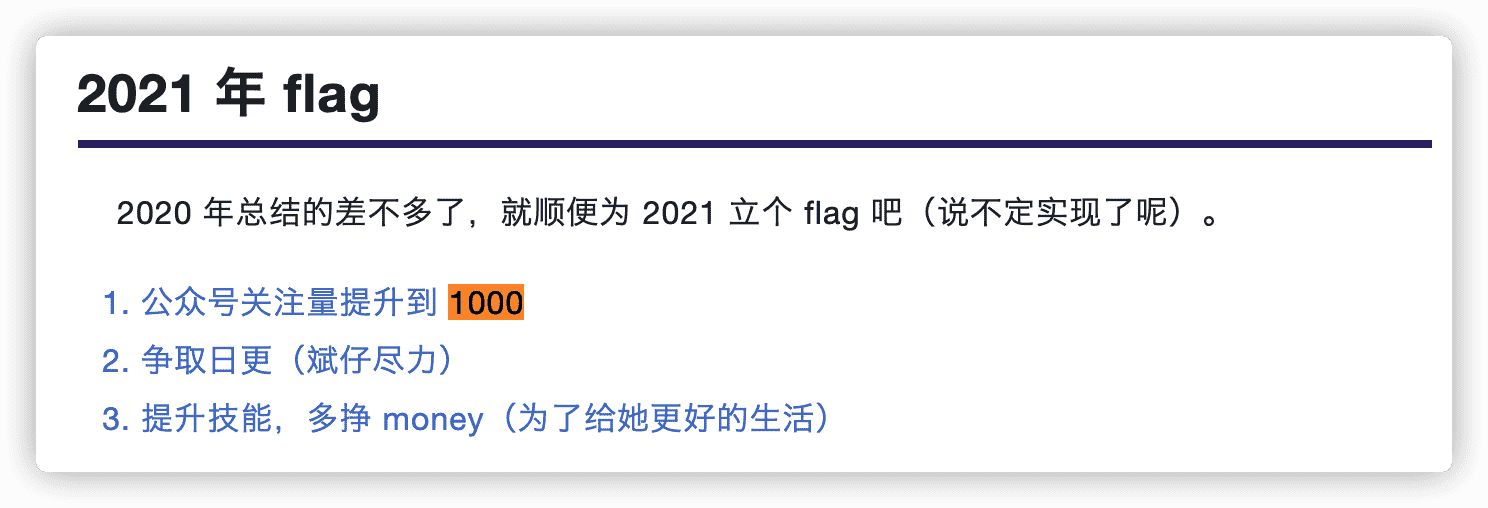 2021 年 flag
2020 年总结的差不多了，就顺便为 2021 立个 flag 吧（说不定实现了呢）。
1. 公众号关注量提升到 1000
2. 争取日更（斌仔尽力）
3. 提升技能，多挣 money（为了给她更好的生活）